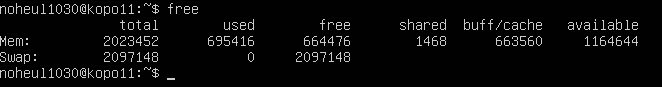 noheul1030@kopo11:~$ free
total used free shared buff/cache available
Mem: 2023452 695416 664476 1468 663560 1164644
Swap: 2097148 0 2097148
noheul1030@kopo11:~$ _